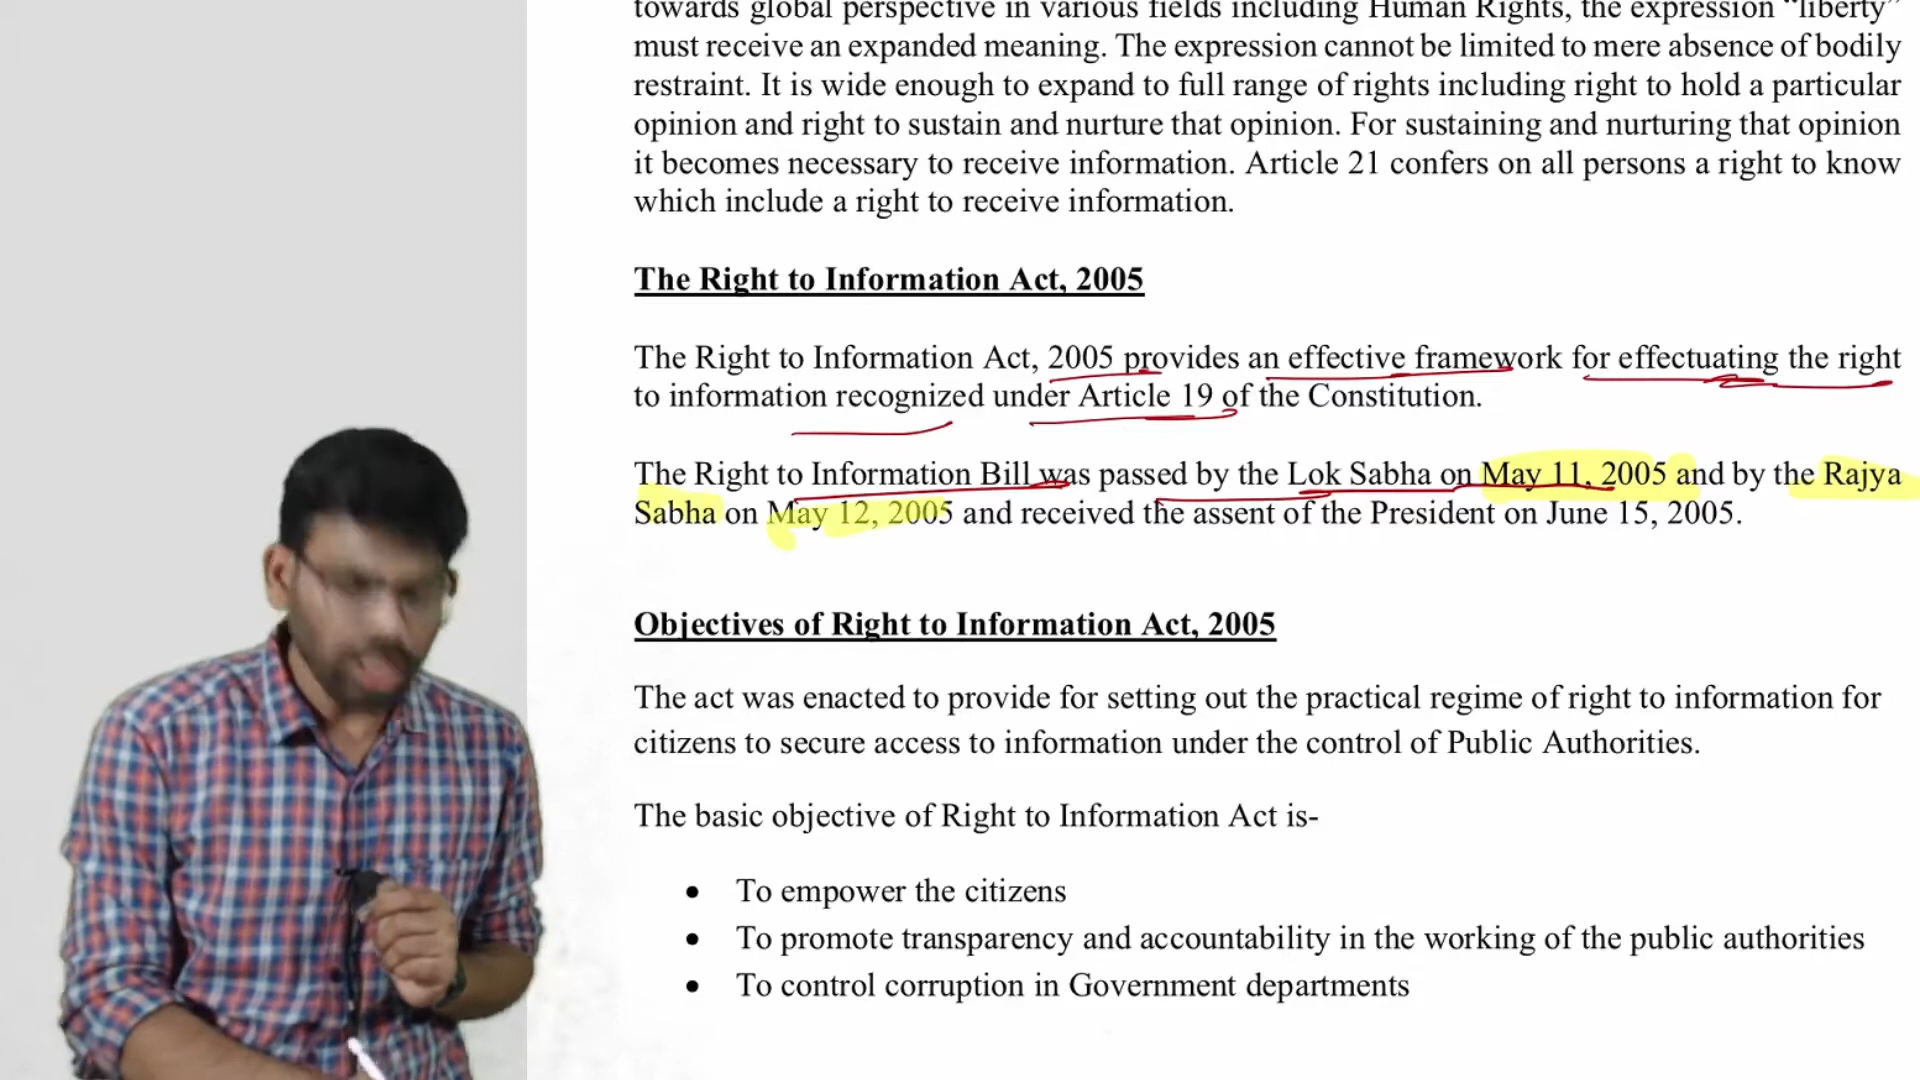 towards global perspective in various fields including Human Rights, the expression “liberty”
must receive an expanded meaning. The expression cannot be limited to mere absence of bodily
restraint. It is wide enough to expand to full range of rights including right to hold a particular
opinion and right to sustain and nurture that opinion. For sustaining and nurturing that opinion
it becomes necessary to receive information. Article 21 confers on all persons a right to know
which include a right to receive information.
The Right to Information Act, 2005
The Right to Information Act, 2005 provides an effective framework for effectuating the right
to information recognized under Article 19 of the Constitution.
The Right to Information Bill was passed by the Lok Sabha on May 11, 2005 and by the Rajya
Sabha on May 12, 2005 and received the assent of the President on June 15, 2005.
Objectives of Right to Information Act, 2005
The act was enacted to provide for setting out the practical regime of right to information for
citizens to secure access to information under the control of Public Authorities.
The basic objective of Right to Information Act is-
• To empower the citizens
• To promote transparency and accountability in the working of the public authorities
• To control corruption in Government departments